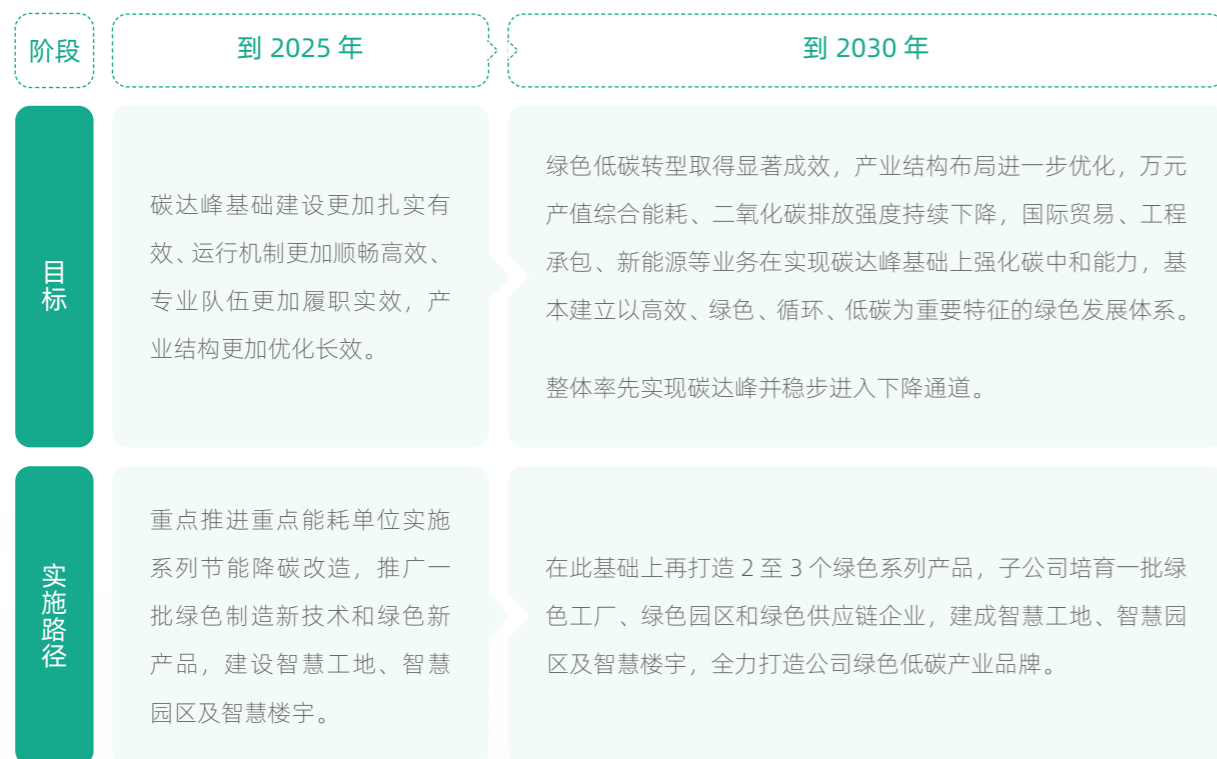 阶段
到 2025 年
到 2030 年
目标
碳达峰基础建设更加扎实有
效、运行机制更加顺畅高效、
专业队伍更加履职实效，产
业结构更加优化长效。
绿色低碳转型取得显著成效，产业结构布局进一步优化，万元
产值综合能耗、二氧化碳排放强度持续下降，国际贸易、工程
承包、新能源等业务在实现碳达峰基础上强化碳中和能力，基
本建立以高效、绿色、循环、低碳为重要特征的绿色发展体系。
整体率先实现碳达峰并稳步进入下降通道。
实施路径
重点推进重点能耗单位实施
系列节能降碳改造，推广一
批绿色制造新技术和绿色新
产品，建设智慧工地、智慧
园区及智慧楼宇。
在此基础上再打造 2 至 3 个绿色系列产品，子公司培育一批绿
色工厂、绿色园区和绿色供应链企业，建成智慧工地、智慧园
区及智慧楼宇，全力打造公司绿色低碳产业品牌。